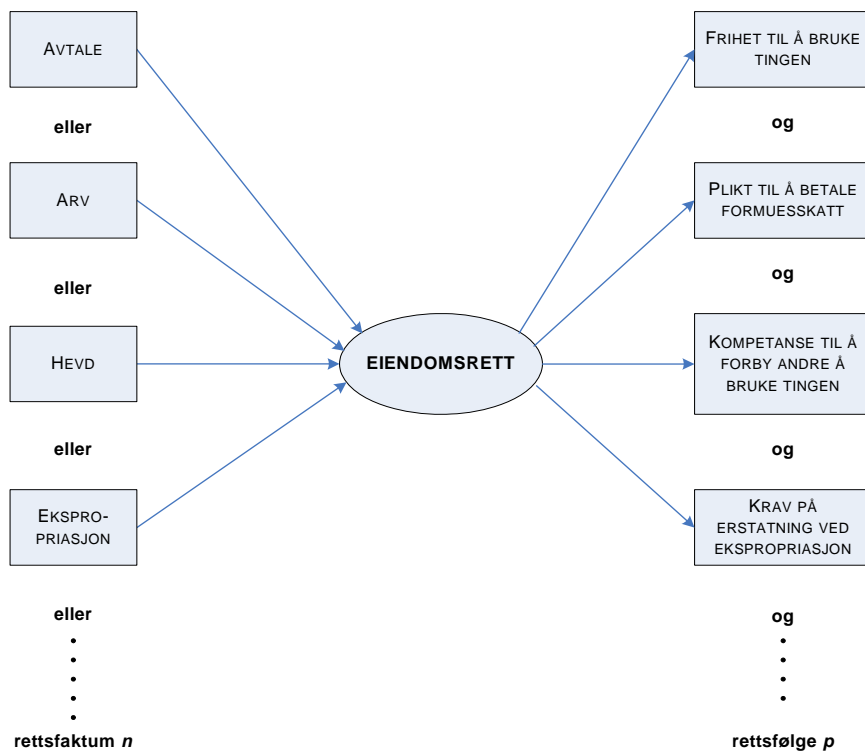 AVTALE
eller
ARV
eller
HEVD
eller
EKSPRO-
PRIASJON
eller
rettsfaktum n
EIENDOMSRETT
FRIHET TIL Å BRUKE
TINGEN
og
PLIKT TIL Å BETALE
FORMUESSKATT
og
KOMPETANSE TIL Å
FORBY ANDRE Å
BRUKE TINGEN
og
KRAV PÅ
ERSTATNING VED
EKSPROPRIASJON
og
rettsfølge p